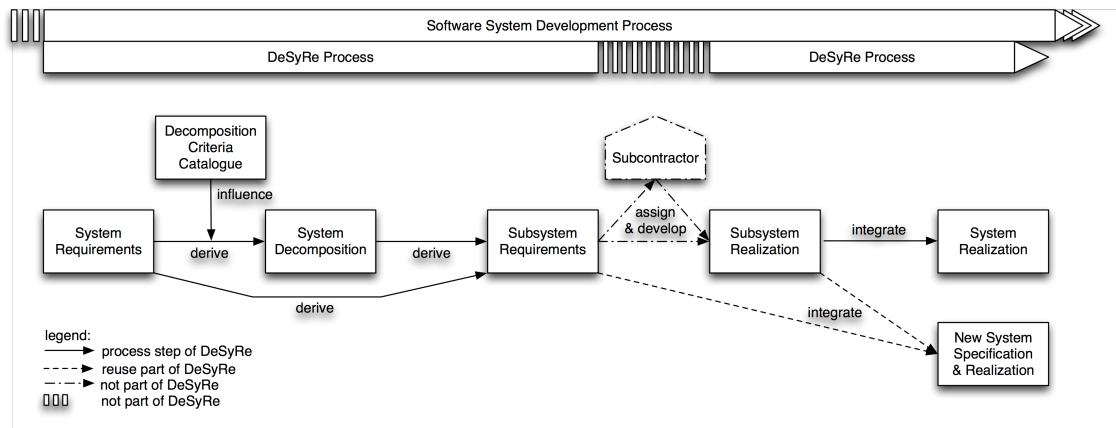 Software System Development Process
DeSyRe Process
DeSyRe Process
Decomposition
Criteria
Catalogue
Subcontractor
influence
System
Requirements
derive
System
Decomposition
derive
Subsystem
Requirements
assign
& develop
Subsystem
Realization
integrate
System
Realization
derive
integrate
New System
Specification
& Realization
legend:
process step of DeSyRe
reuse part of DeSyRe
not part of DeSyRe
not part of DeSyRe